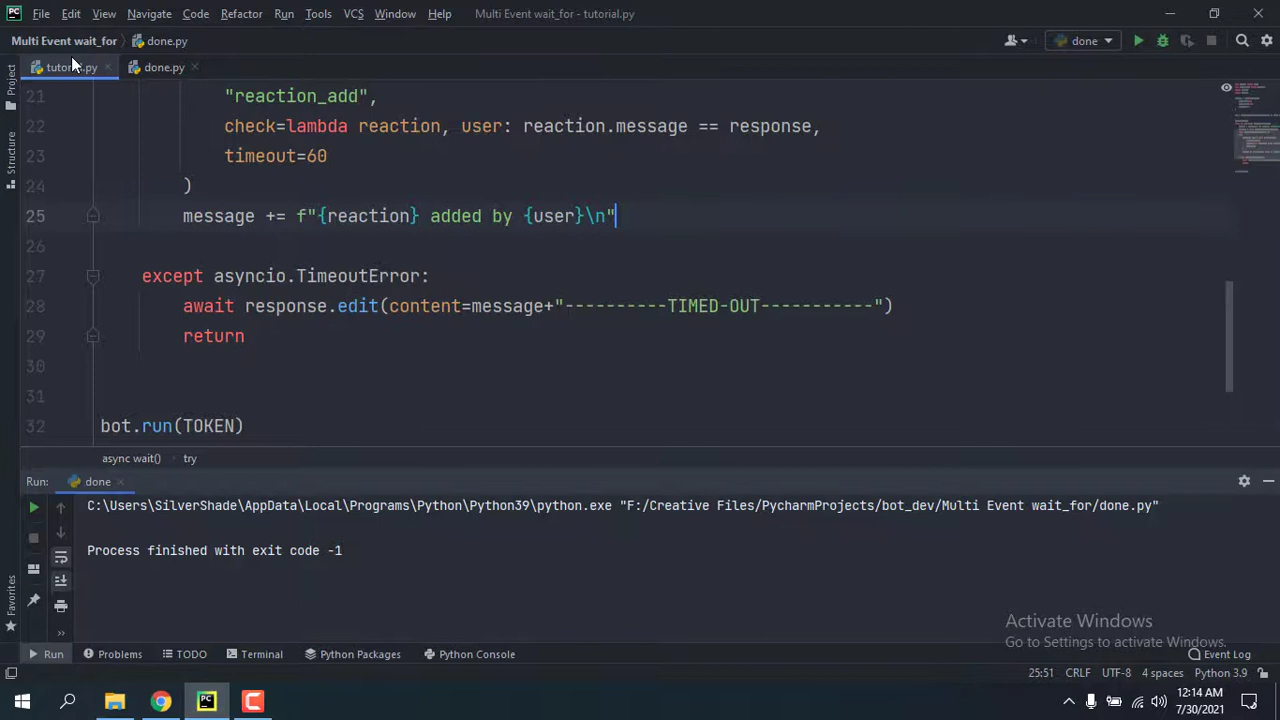 File Edit View Navigate Code Refactor Run Tools VCS Window Help Multi Event wait_for - tutorial.py
Multi Event wait_for done.py done
tutorial.py done.py
Project
Structure
Favorites
21 "reaction_add",
22 check=lambda reaction, user: reaction.message == response,
23 timeout=60
24 )
25 message += f"{reaction} added by {user}\n"
26
27 except asyncio.TimeoutError:
28 await response.edit(content=message+"----------TIMED-OUT-----------")
29 return
30
31
32 bot.run(TOKEN)
async wait() try
Run: done
C:\Users\SilverShade\AppData\Local\Programs\Python\Python39\python.exe "F:/Creative Files/PycharmProjects/bot_dev/Multi Event wait_for/done.py"
Process finished with exit code -1
Activate Windows
Go to Settings to activate Windows.
Run Problems TODO Terminal Python Packages Python Console Event Log
25:51 CRLF UTF-8 4 spaces Python 3.9
PC
12:14 AM
7/30/2021